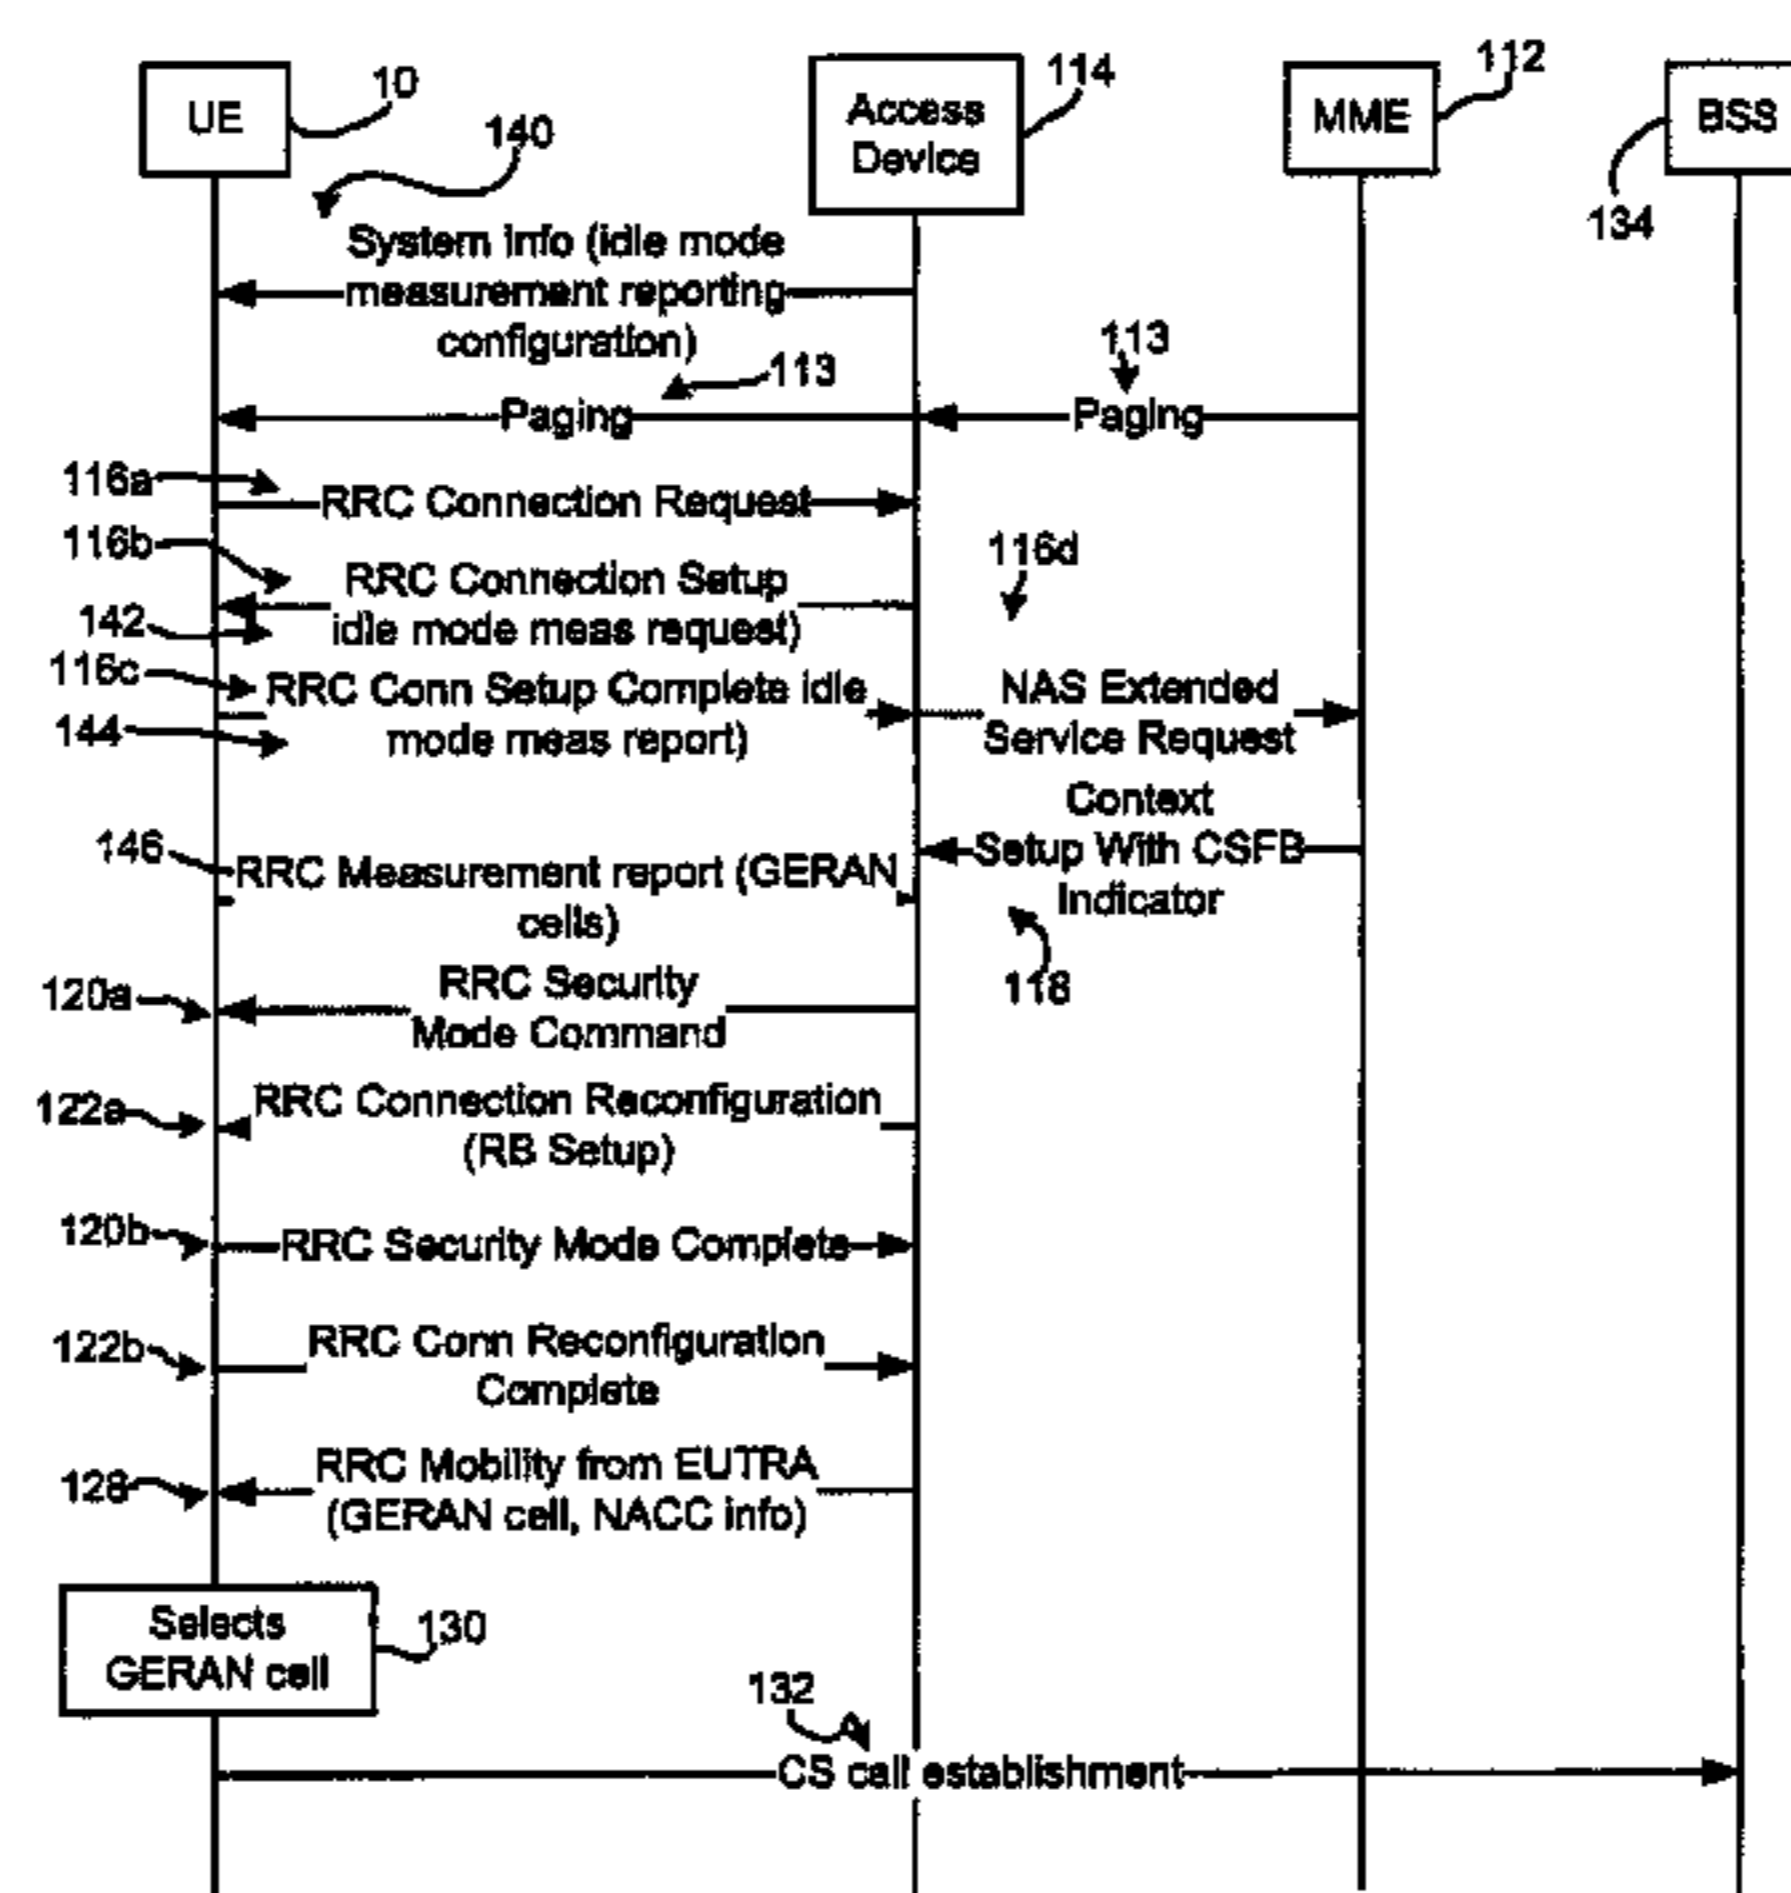 UE
10
Access
Device
114
MME
112
BSS
134
140
System info (idle mode
measurement reporting
configuration)
113
Paging
113
Paging
116a
RRC Connection Request
116b
RRC Connection Setup
142
idle mode meas request)
116d
116c
RRC Conn Setup Complete idle
144
mode meas report)
NAS Extended
Service Request
Context
Setup With CSFB
Indicator
118
146
RRC Measurement report (GERAN
cells)
120a
RRC Security
Mode Command
122a
RRC Connection Reconfiguration
(RB Setup)
120b
RRC Security Mode Complete
122b
RRC Conn Reconfiguration
Complete
128
RRC Mobility from EUTRA
(GERAN cell, NACC info)
Selects
GERAN cell
130
132
CS call establishment